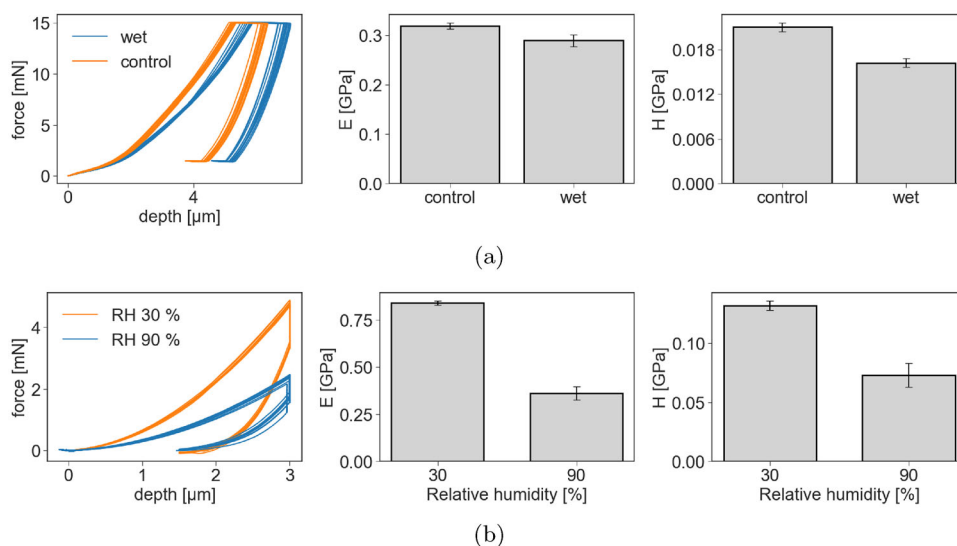 15
10
5
0
force [mN]
wet
control
0
4
depth [µm]
0.3
0.2
0.1
0.0
E [GPa]
control
wet
0.018
0.012
0.006
0.000
H [GPa]
control
wet
(a)
4
2
0
force [mN]
RH 30 %
RH 90 %
0
1
2
3
depth [µm]
0.75
0.50
0.25
0.00
E [GPa]
30
90
Relative humidity [%]
0.10
0.05
0.00
H [GPa]
30
90
Relative humidity [%]
(b)